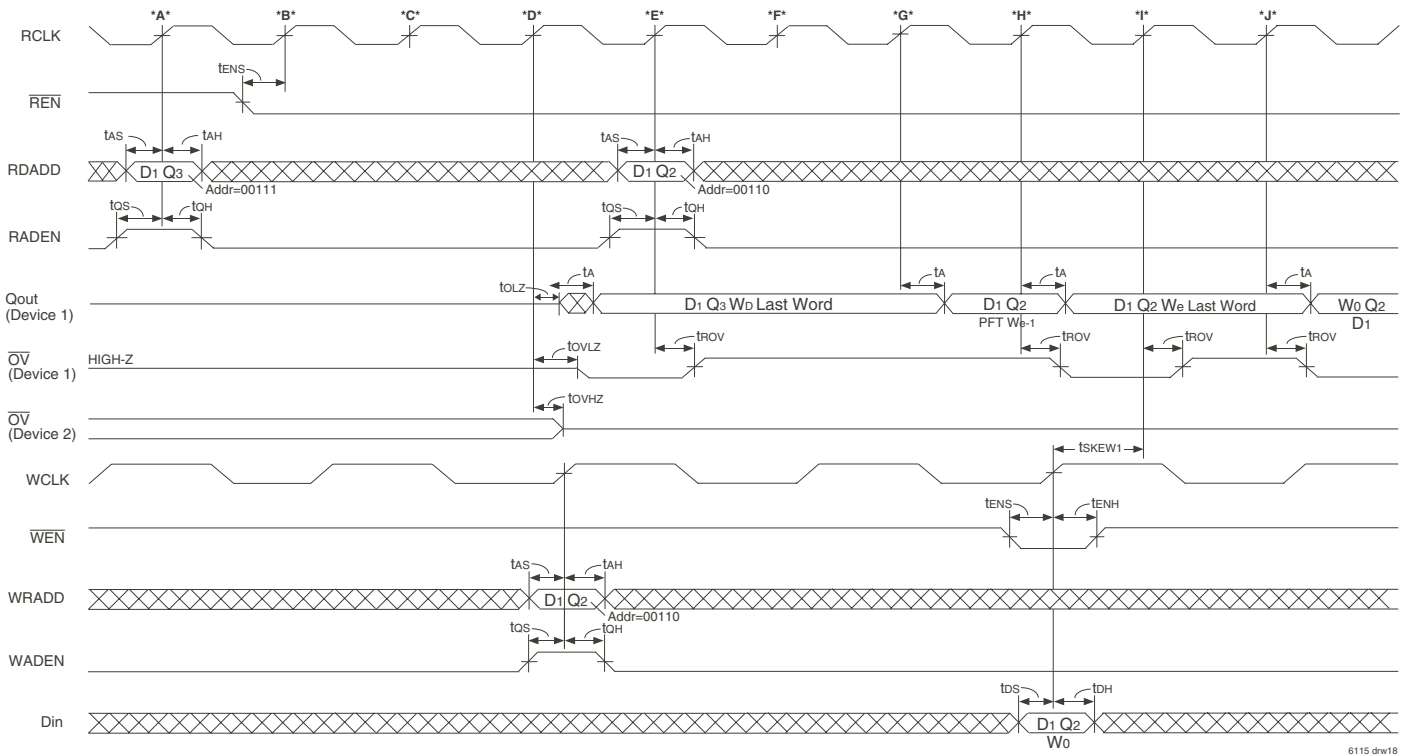 *A* *B* *C* *D* *E* *F* *G* *H* *I* *J*
RCLK
tENS
REN
tAS tAH tAS tAH
RDADD D1 Q3 D1 Q2
Addr=00111 Addr=00110
tQS tQH tQS tQH
RADEN
tA tA tA tA
tOLZ
Qout
(Device 1)
D1 Q3 WD Last Word D1 Q2 D1 Q2 We Last Word W0 Q2
PFT We-1 D1
tOVLZ tROV tROV tROV tROV
OV
(Device 1)
HIGH-Z
tOVHZ
OV
(Device 2)
tSKEW1
WCLK
tENS tENH
WEN
tAS tAH
WRADD D1 Q2
Addr=00110
tQS tQH
WADEN
tDS tDH
Din D1 Q2
W0
6115 drw18